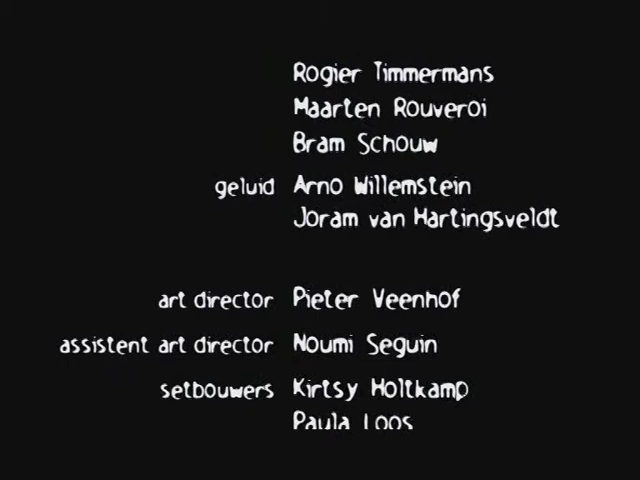 Rogier Timmermans
Maarten Rouveroi
Bram Schouw
geluid Arno Willemstein
Joram van Hartingsveldt
art director Pieter Veenhof
assistent art director Noumi Seguin
setbouwers Kirtsy Holtkamp
Paula Loos